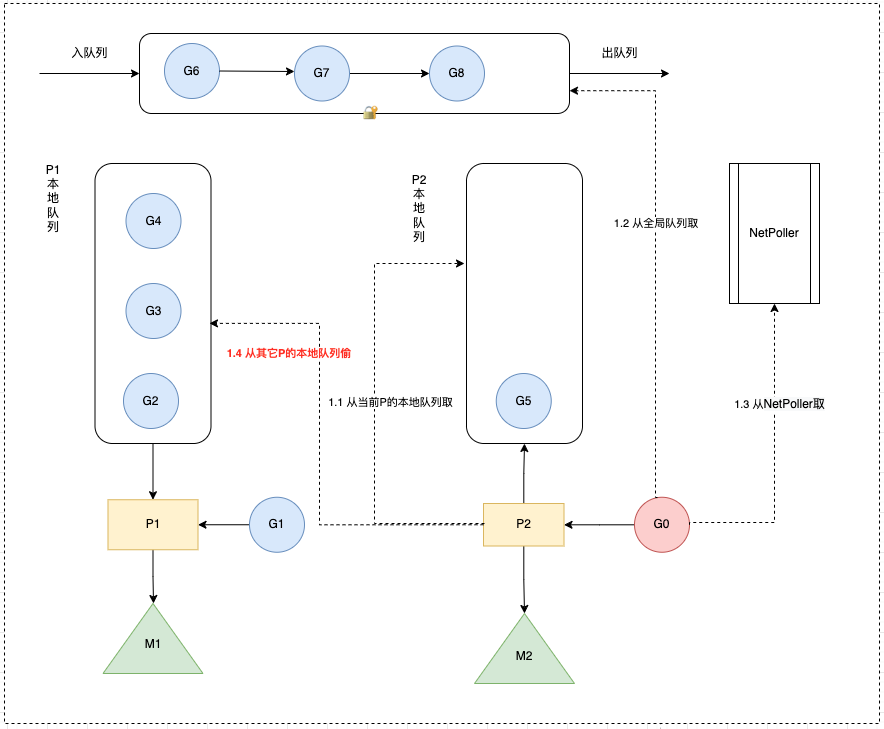 入队列
G6
G7
G8
出队列
P1
本
地
队
列
G4
G3
G2
P2
本
地
队
列
G5
1.2 从全局队列取
NetPoller
1.4 从其它P的本地队列偷
1.1 从当前P的本地队列取
1.3 从NetPoller取
P1
G1
P2
G0
M1
M2